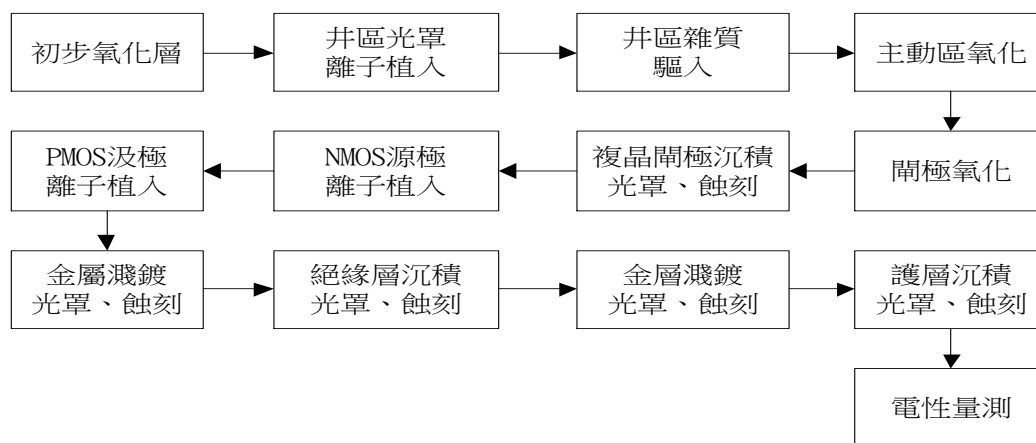 初步氧化層
井區光罩
離子植入
井區雜質
驅入
主動區氧化
閘極氧化
複晶閘極沉積
光罩、蝕刻
NMOS源極
離子植入
PMOS汲極
離子植入
金屬濺鍍
光罩、蝕刻
絕緣層沉積
光罩、蝕刻
金層濺鍍
光罩、蝕刻
護層沉積
光罩、蝕刻
電性量測